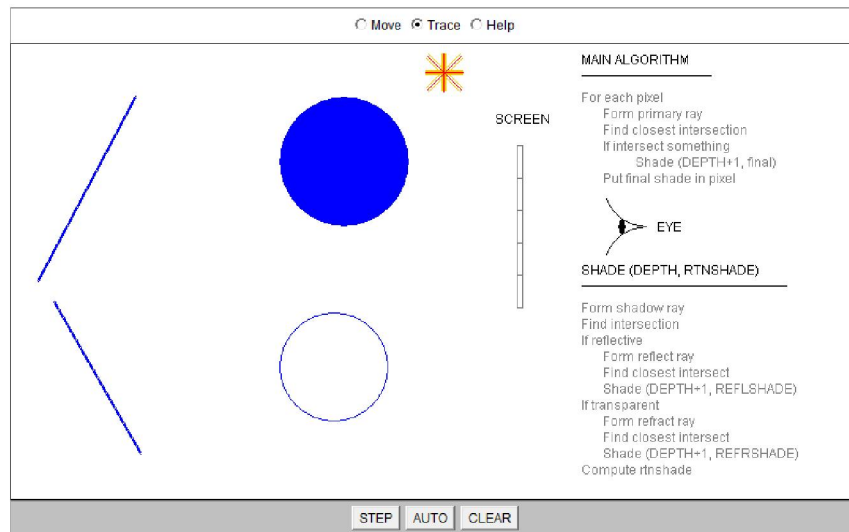 Move Trace Help
MAIN ALGORITHM
For each pixel
Form primary ray
Find closest intersection
If intersect something
Shade (DEPTH+1, final)
Put final shade in pixel
SCREEN
EYE
SHADE (DEPTH, RTNSHADE)
Form shadow ray
Find intersection
If reflective
Form reflect ray
Find closest intersect
Shade (DEPTH+1, REFLSHADE)
If transparent
Form refract ray
Find closest intersect
Shade (DEPTH+1, REFRSHADE)
Compute rtnshade
STEP AUTO CLEAR